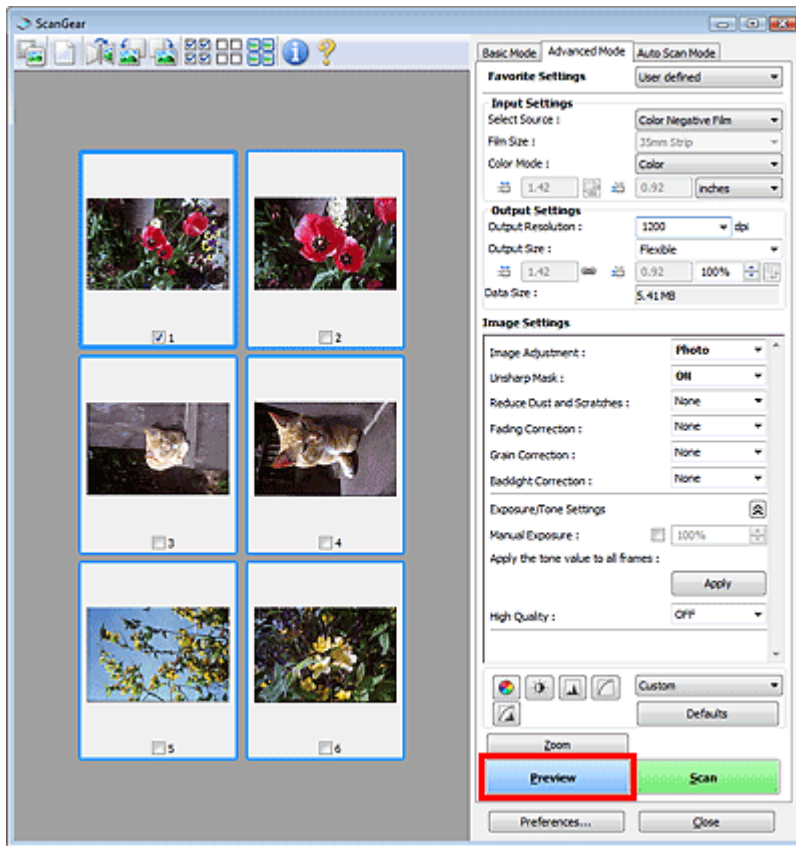 ScanGear
Basic Mode Advanced Mode Auto Scan Mode
Favorite Settings User defined
Input Settings
Select Source : Color Negative Film
Film Size : 35mm Strip
Color Mode : Color
1.42 0.92 inches
Output Settings
Output Resolution : 1200 dpi
Output Size : Flexible
1.42 0.92 100%
Data Size : 5.41 MB
Image Settings
Image Adjustment : Photo
Unsharp Mask : ON
Reduce Dust and Scratches : None
Fading Correction : None
Grain Correction : None
Backlight Correction : None
Exposure/Tone Settings
Manual Exposure : 100%
Apply the tone value to all frames :
Apply
High Quality : OFF
Custom
Defaults
Zoom
Preview Scan
Preferences... Close
1 2
3 4
5 6